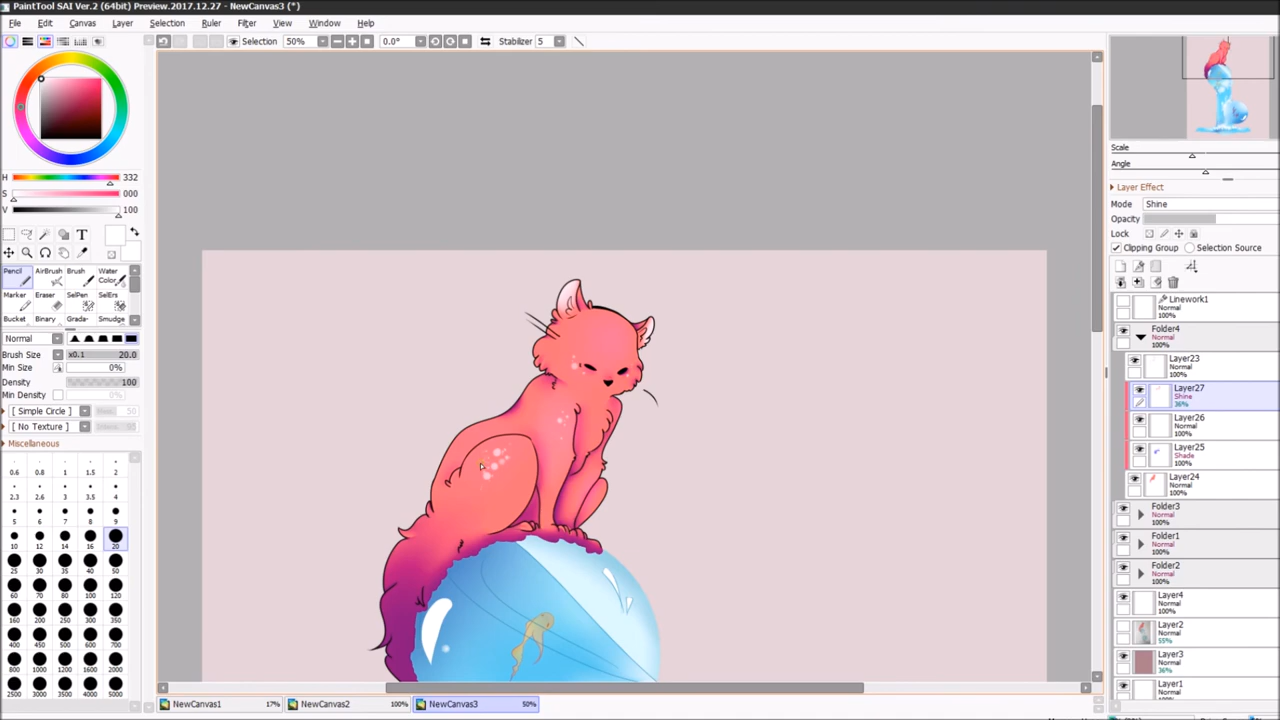 PaintTool SAI Ver.2 (64bit) Preview.2017.12.27 - NewCanvas3 (*)
File Edit Canvas Layer Selection Ruler Filter View Window Help
Selection 50% 0.0° Stabilizer 5
H 332
S 000
V 100
T
Pencil AirBrush Brush Water Color
Marker Eraser SelPen SelErs
Bucket Binary Grada- Smudge
Normal
Brush Size x0.1 20.0
Min Size 0%
Density 100
Min Density 0%
[ Simple Circle ] 50
[ No Texture ]
Miscellaneous
0.6 0.8 1 1.5 2
2.3 2.6 3 3.5 4
5 6 7 8 9
10 12 14 16 20
25 30 35 40 50
60 70 80 100 120
160 200 250 300 350
400 450 500 600 700
800 1000 1200 1600 2000
2500 3000 3500 4000 5000
NewCanvas1 17% NewCanvas2 100% NewCanvas3 50%
Scale
Angle
Layer Effect
Mode Shine
Opacity
Lock
Clipping Group Selection Source
Linework1
Normal
100%
Folder4
Normal
100%
Layer23
Normal
100%
Layer27
Shine
36%
Layer26
Normal
100%
Layer25
Shade
100%
Layer24
Normal
100%
Folder3
Normal
100%
Folder1
Normal
100%
Folder2
Normal
100%
Layer4
Normal
100%
Layer2
Normal
55%
Layer3
Normal
36%
Layer1
Normal